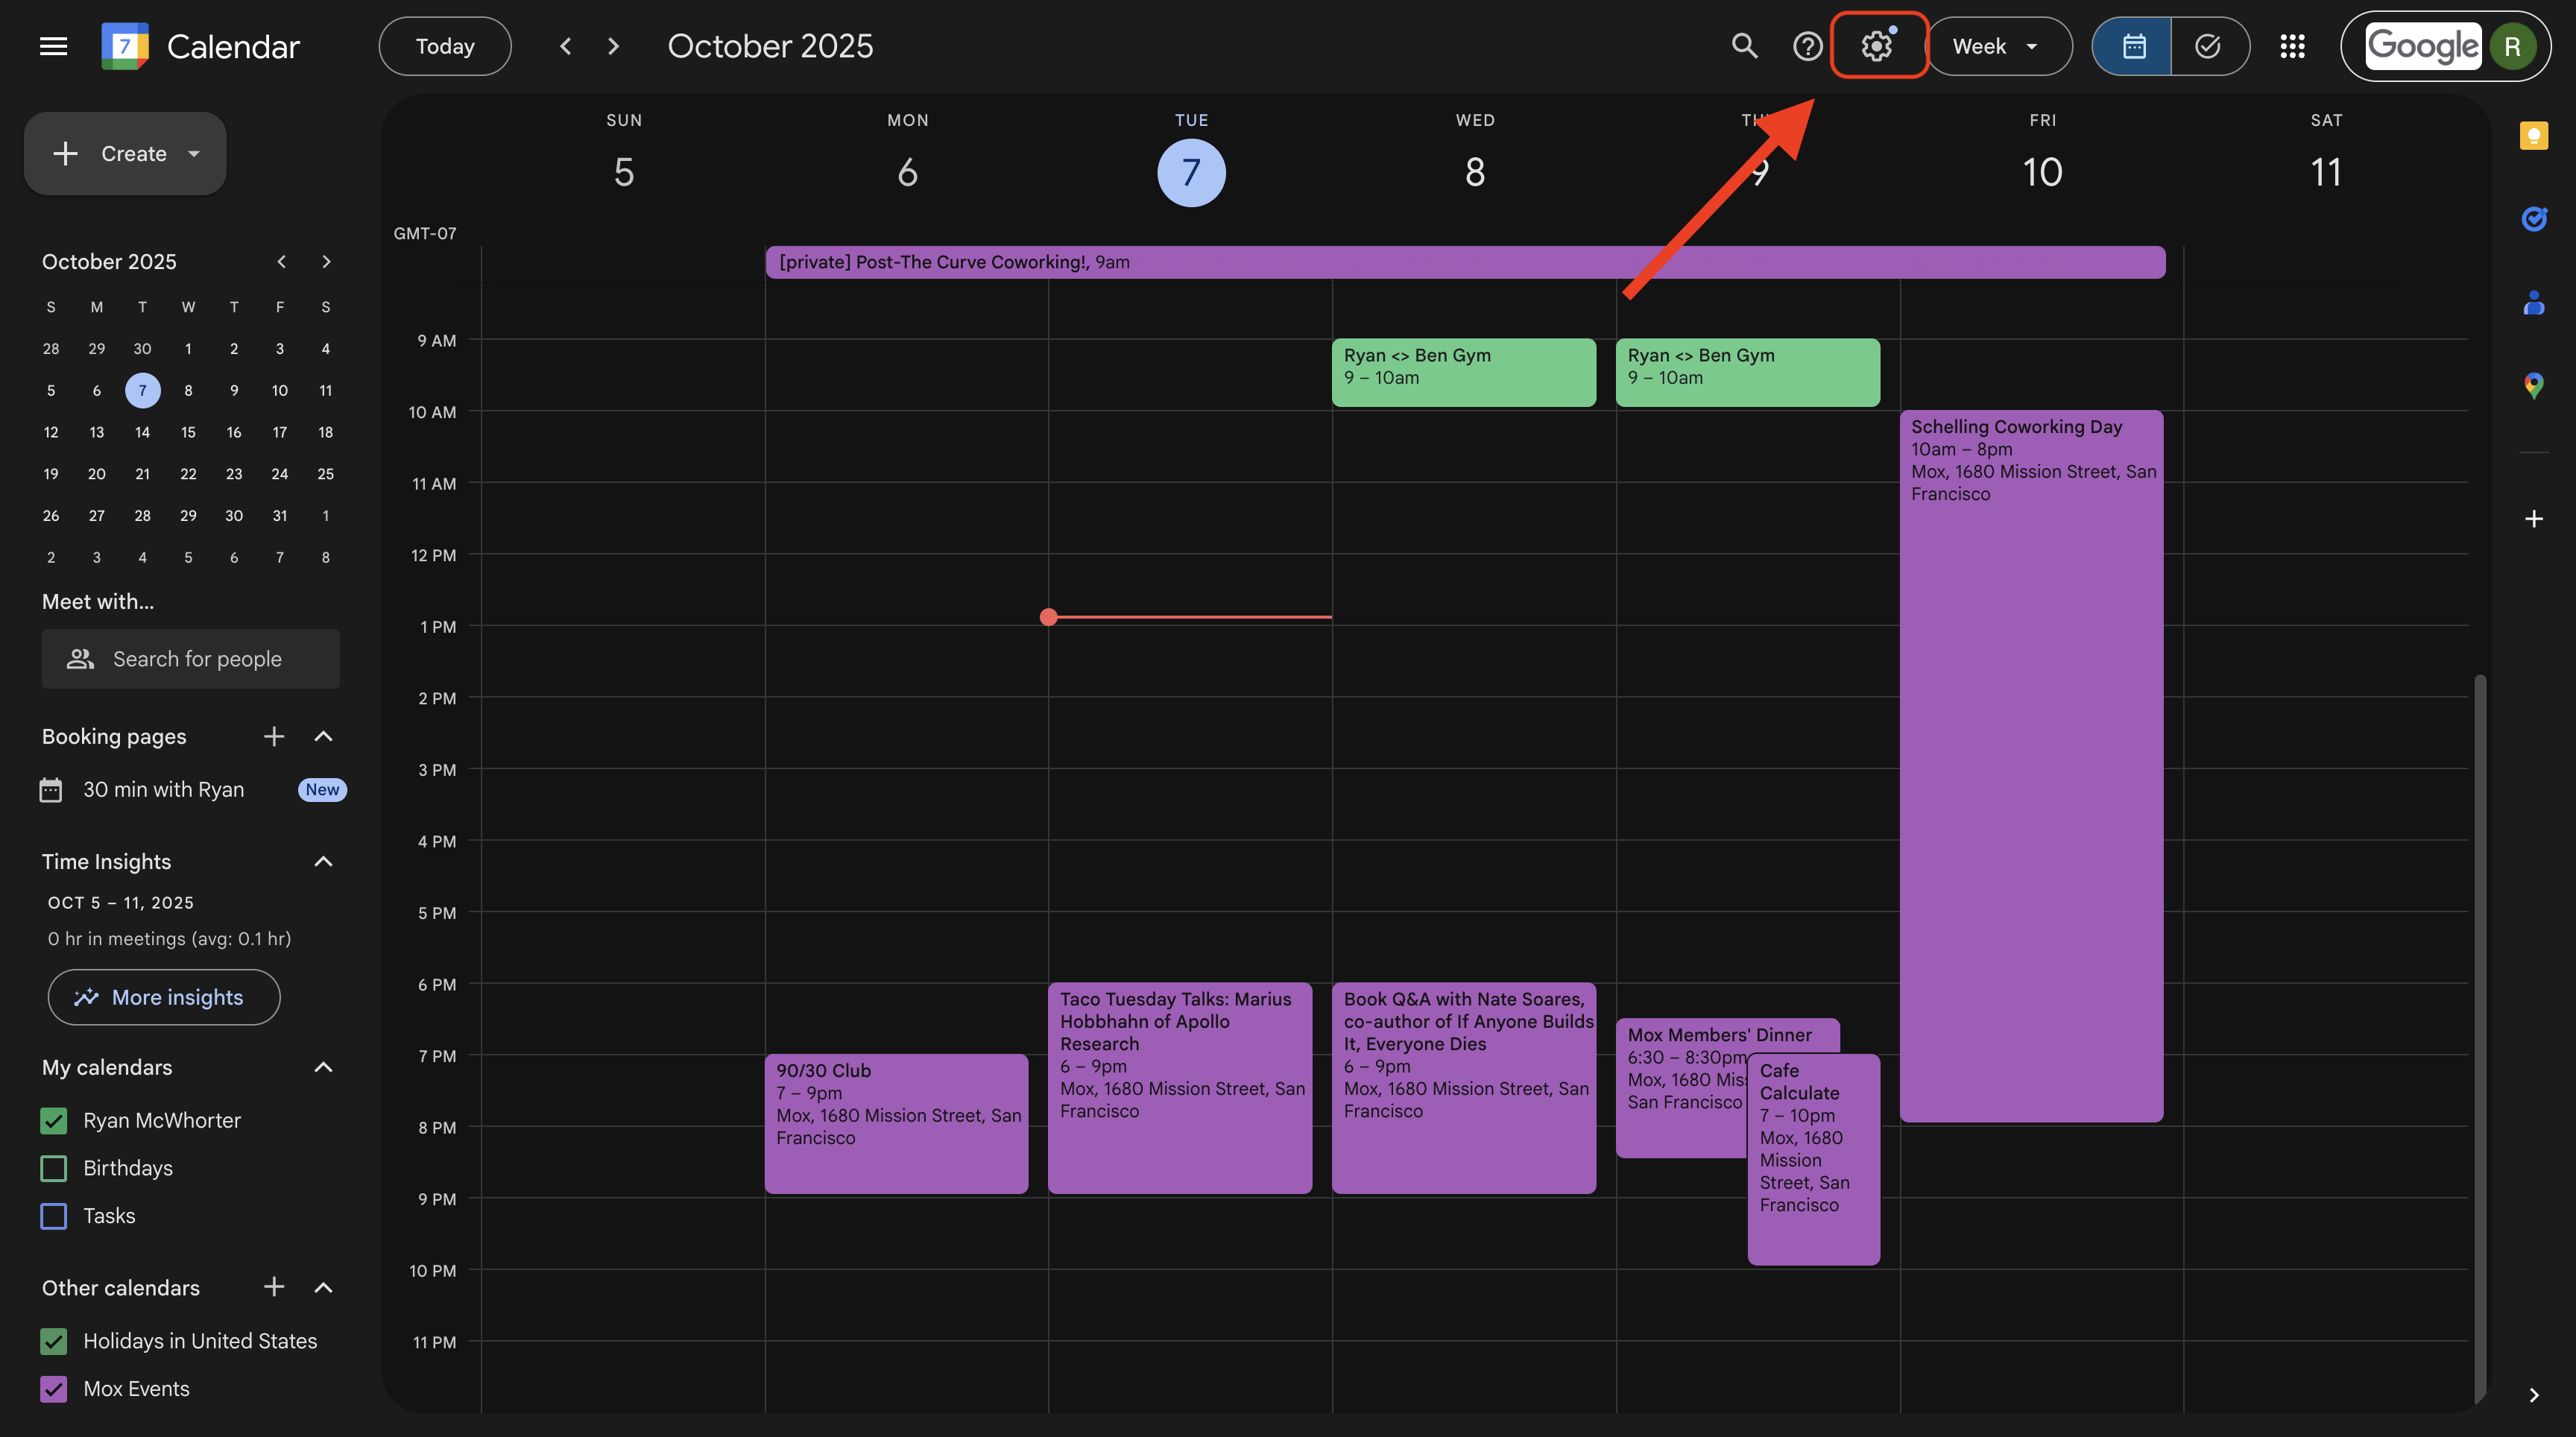 7 Calendar
Today
October 2025
Week
Google
R
Create
October 2025
S M T W T F S
28 29 30 1 2 3 4
5 6 7 8 9 10 11
12 13 14 15 16 17 18
19 20 21 22 23 24 25
26 27 28 29 30 31 1
2 3 4 5 6 7 8
Meet with...
Search for people
Booking pages
30 min with Ryan
New
Time Insights
OCT 5 – 11, 2025
0 hr in meetings (avg: 0.1 hr)
More insights
My calendars
Ryan McWhorter
Birthdays
Tasks
Other calendars
Holidays in United States
Mox Events
SUN MON TUE WED FRI SAT
5 6 7 8 9 10 11
GMT-07
[private] Post-The Curve Coworking!, 9am
9 AM
10 AM
11 AM
12 PM
1 PM
2 PM
3 PM
4 PM
5 PM
6 PM
7 PM
8 PM
9 PM
10 PM
11 PM
90/30 Club
7 – 9pm
Mox, 1680 Mission Street, San
Francisco
Taco Tuesday Talks: Marius
Hobbhahn of Apollo
Research
6 – 9pm
Mox, 1680 Mission Street, San
Francisco
Ryan <> Ben Gym
9 – 10am
Book Q&A with Nate Soares,
co-author of If Anyone Builds
It, Everyone Dies
6 – 9pm
Mox, 1680 Mission Street, San
Francisco
Ryan <> Ben Gym
9 – 10am
Mox Members' Dinner
6:30 – 8:30pm
Mox, 1680
San Francisco
Cafe
Calculate
7 – 10pm
Mox, 1680
Mission
Street, San
Francisco
Schelling Coworking Day
10am – 8pm
Mox, 1680 Mission Street, San
Francisco